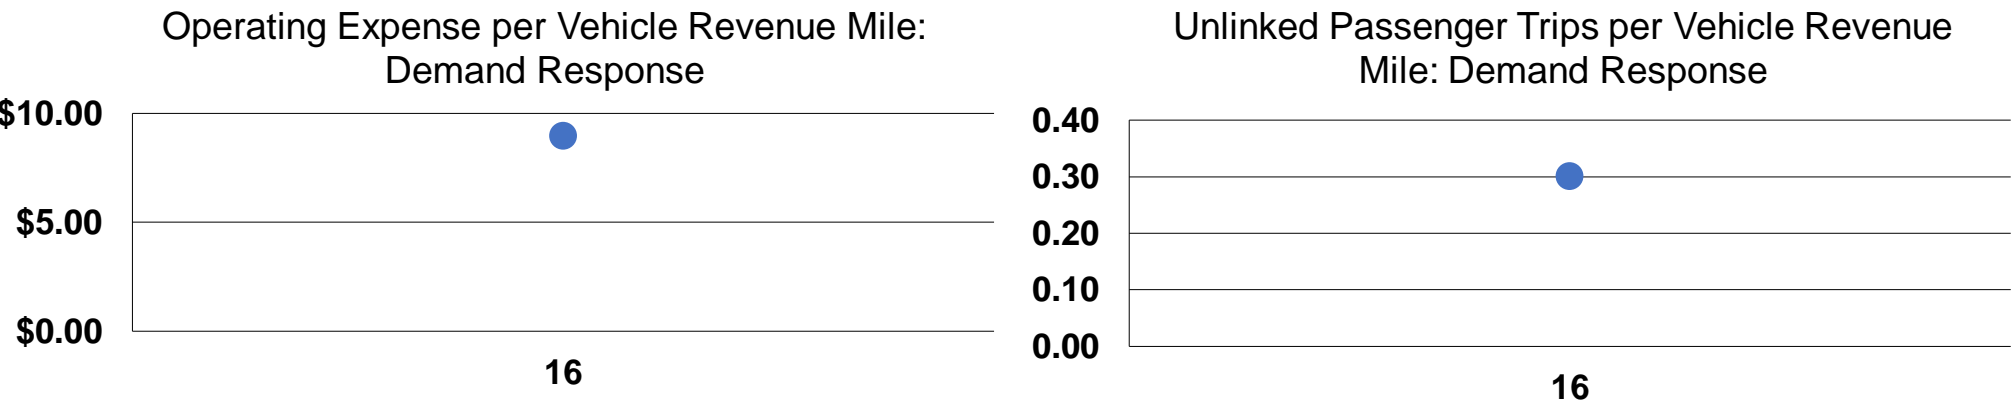 Operating Expense per Vehicle Revenue Mile:
Demand Response
$10.00
$5.00
$0.00
16
Unlinked Passenger Trips per Vehicle Revenue
Mile: Demand Response
0.40
0.30
0.20
0.10
0.00
16